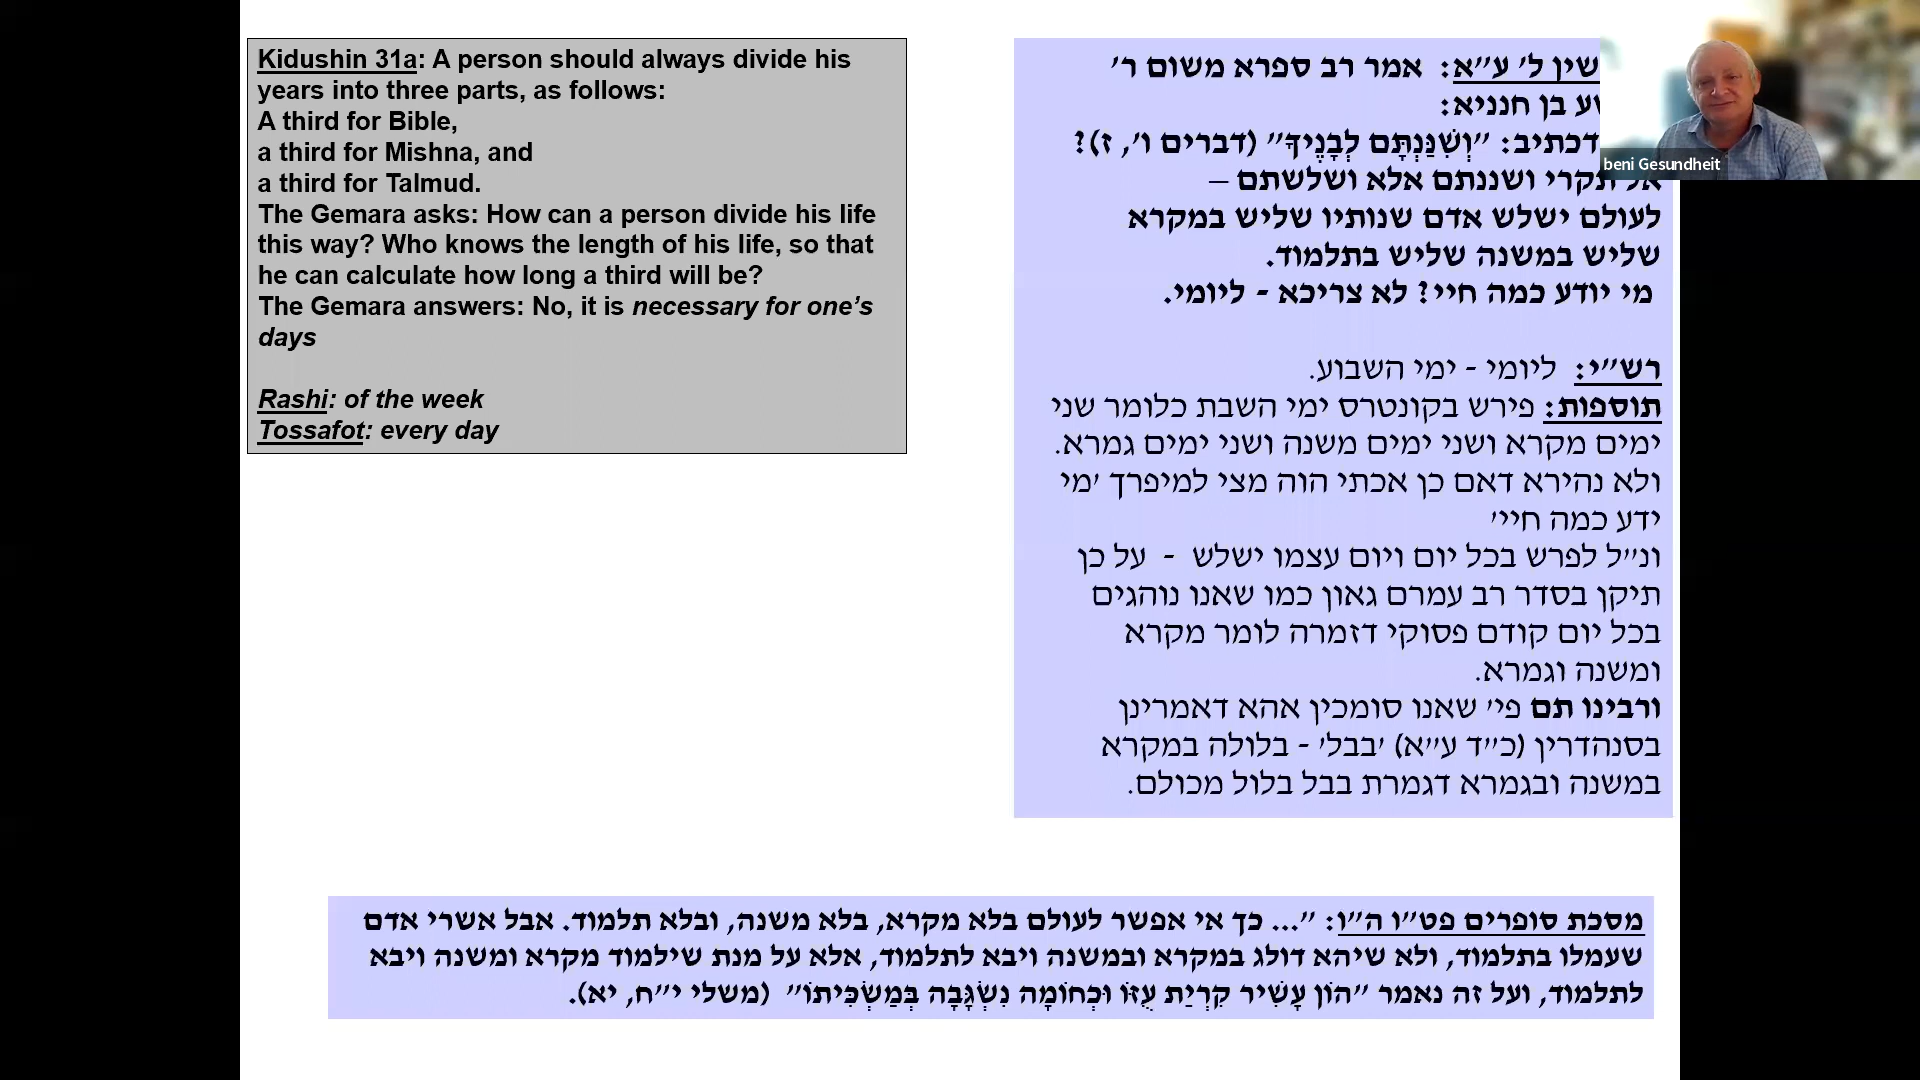 Kidushin 31a: A person should always divide his
years into three parts, as follows:
A third for Bible,
a third for Mishna, and
a third for Talmud.
The Gemara asks: How can a person divide his life
this way? Who knows the length of his life, so that
he can calculate how long a third will be?
The Gemara answers: No, it is necessary for one's
days
Rashi: of the week
Tossafot: every day
ל' ע"א: אמר רב ספרא משום ר'
בן חנניא:
דכתיב: "וְשִׁנַּנְתָּם לְבָנֶיךָ" (דברים ו', ז)?
אל תקרי ושננתם אלא ושלשתם –
לעולם ישלש אדם שנותיו שליש במקרא
שליש במשנה שליש בתלמוד.
מי יודע כמה חיי? לא צריכא - ליומי.
רש"י: ליומי - ימי השבוע.
תוספות: פירש בקונטרס ימי השבת כלומר שני
ימים מקרא ושני ימים משנה ושני ימים גמרא.
ולא נהירא דאם כן אכתי הוה מצי למיפרך 'מי
ידע כמה חיי'
ונ"ל לפרש בכל יום ויום עצמו ישלש - על כן
תיקן בסדר רב עמרם גאון כמו שאנו נוהגים
בכל יום קודם פסוקי דזמרה לומר מקרא
ומשנה וגמרא.
ורבינו תם פי' שאנו סומכין אהא דאמרינן
בסנהדרין (כ"ד ע"א) 'בבל' - בלולה במקרא
במשנה ובגמרא דגמרת בבל בלול מכולם.
beni Gesundheit
מסכת סופרים פט"ו ה"ו: "... כך אי אפשר לעולם בלא מקרא, בלא משנה, ובלא תלמוד. אבל אשרי אדם
שעמלו בתלמוד, ולא שיהא דולג במקרא ובמשנה ויבא לתלמוד, אלא על מנת שילמוד מקרא ומשנה ויבא
לתלמוד, ועל זה נאמר "הוֹן עָשִׁיר קִרְיַת עֻזּוֹ וּכְחוֹמָה נִשְׂגָּבָה בְּמַשְׂכִּיתוֹ" (משלי י"ח, יא).